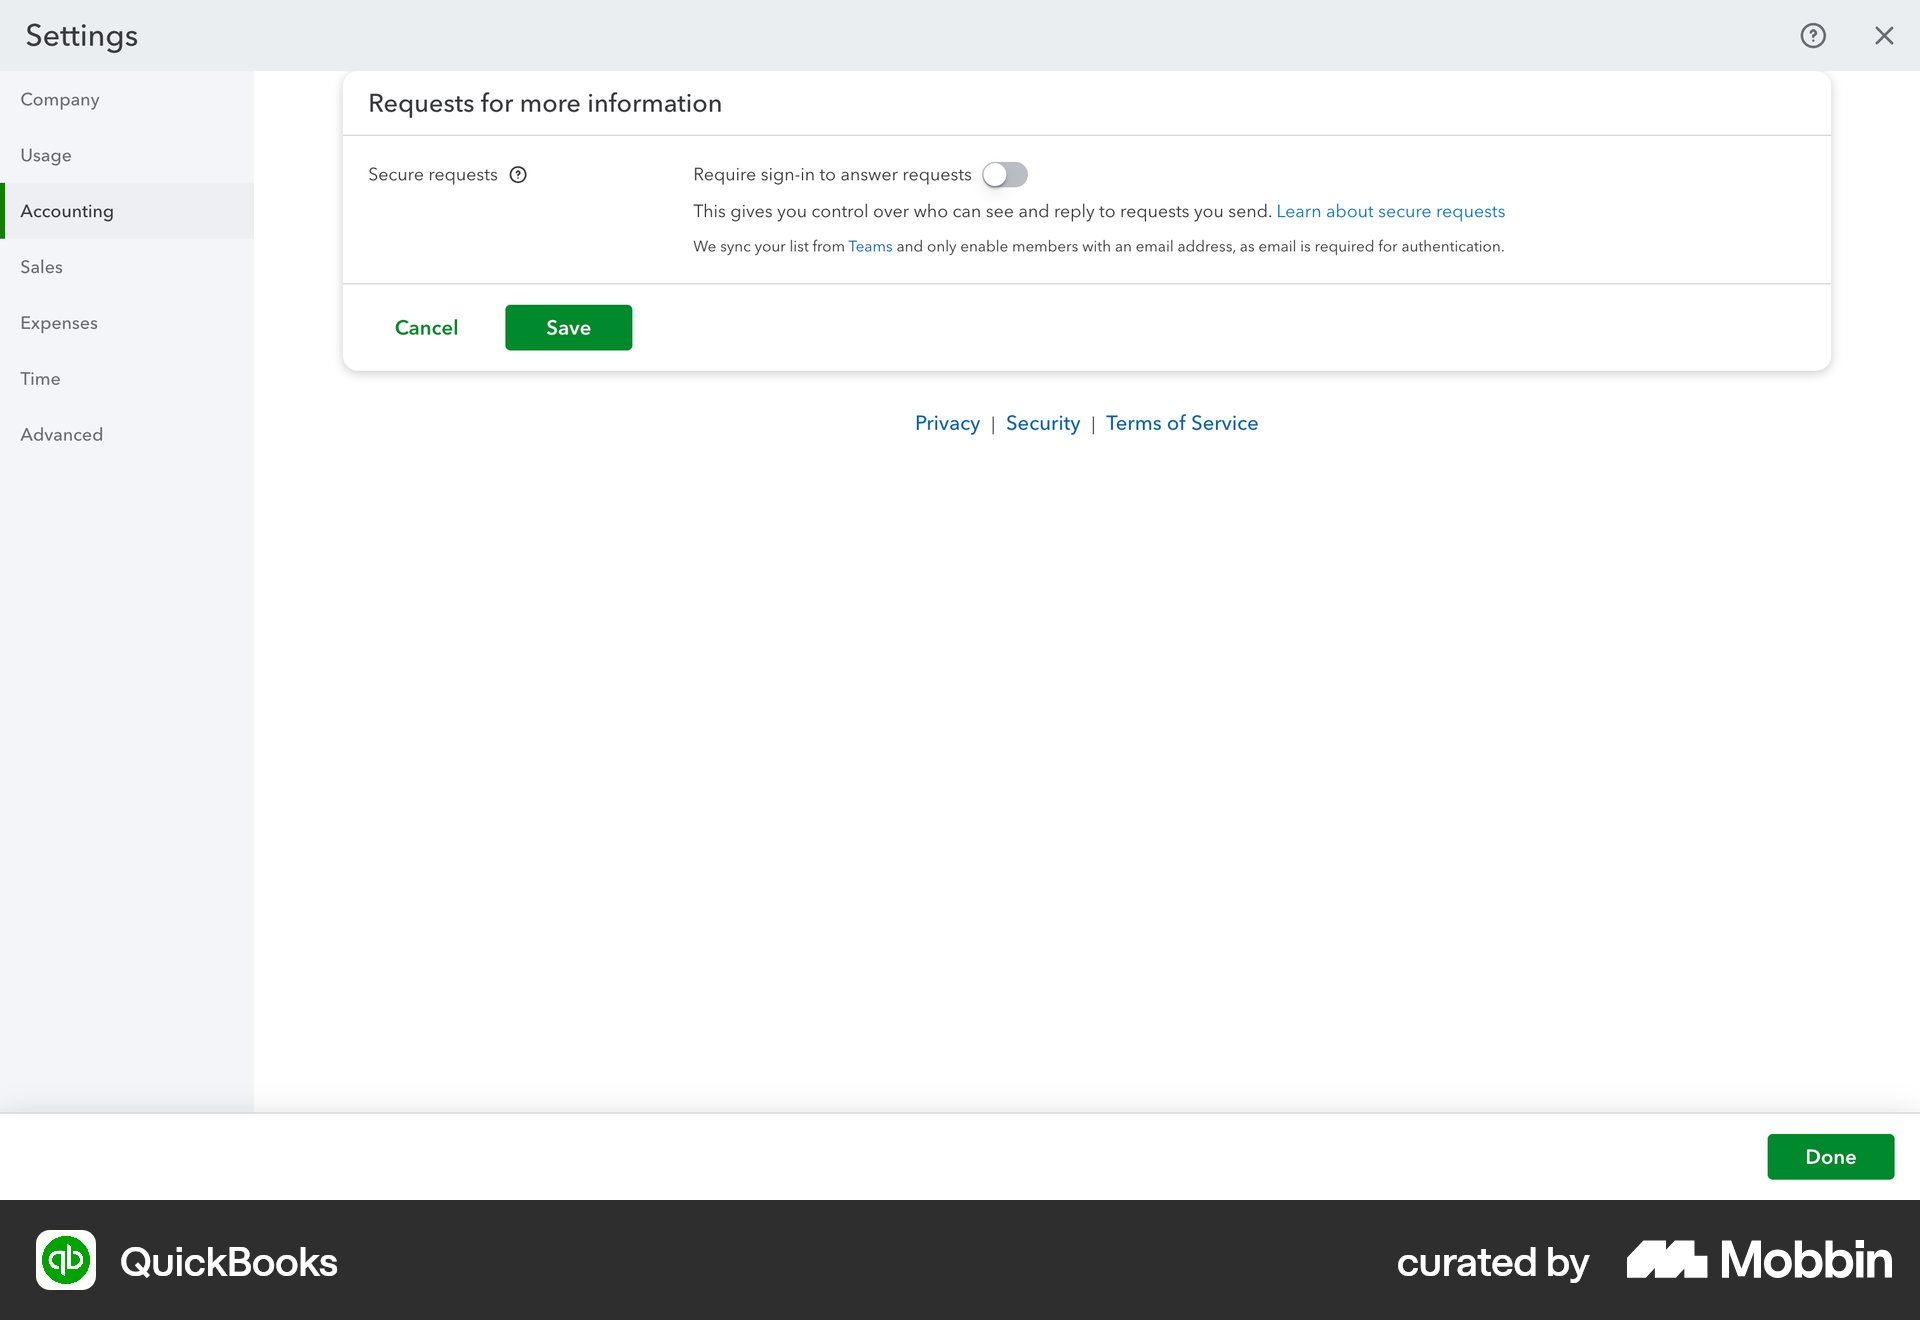 Settings
Company
Usage
Accounting
Sales
Expenses
Time
Advanced
Requests for more information
Secure requests
Require sign-in to answer requests
This gives you control over who can see and reply to requests you send. Learn about secure requests
We sync your list from Teams and only enable members with an email address, as email is required for authentication.
Cancel
Save
Privacy | Security | Terms of Service
Done
qb QuickBooks
curated by Mobbin